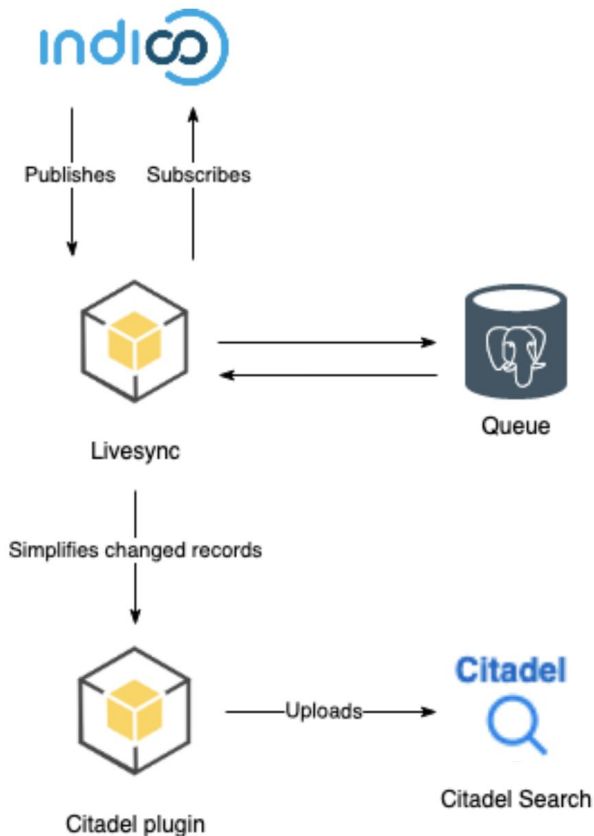 indico
Publishes
Subscribes
Queue
Livesync
Simplifies changed records
Citadel
Uploads
Citadel Search
Citadel plugin